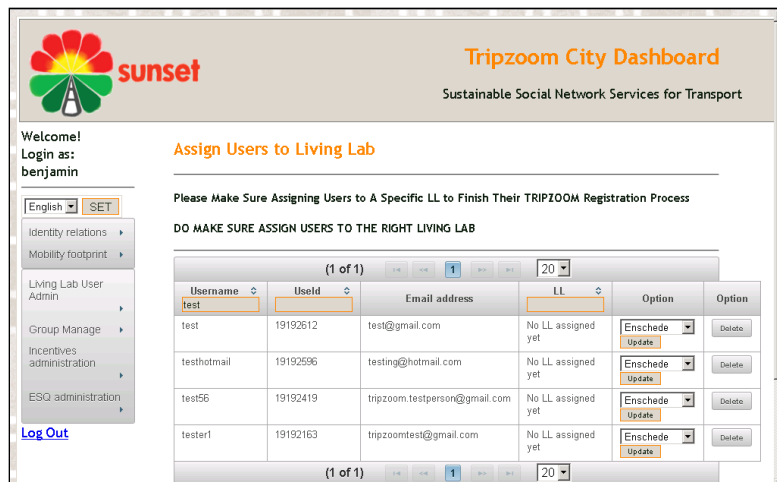 sunset
Tripzoom City Dashboard
Sustainable Social Network Services for Transport
Welcome!
Login as:
benjamin
English SET
Identity relations
Mobility footprint
Living Lab User
Admin
Group Manage
Incentives
administration
ESQ administration
Log Out
Assign Users to Living Lab
Please Make Sure Assigning Users to A Specific LL to Finish Their TRIPZOOM Registration Process
DO MAKE SURE ASSIGN USERS TO THE RIGHT LIVING LAB
(1 of 1) 1 20
Username UseId Email address LL Option Option
test
test 19192612 test@gmail.com No LL assigned yet Enschede Update Delete
testhotmail 19192596 testing@hotmail.com No LL assigned yet Enschede Update Delete
test56 19192419 tripzoom.testperson@gmail.com No LL assigned yet Enschede Update Delete
tester1 19192163 tripzoomtest@gmail.com No LL assigned yet Enschede Update Delete
(1 of 1) 1 20